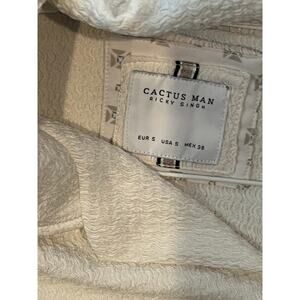 CACTUS MAN
RICKY SINGH
EUR S USA S MEX 38